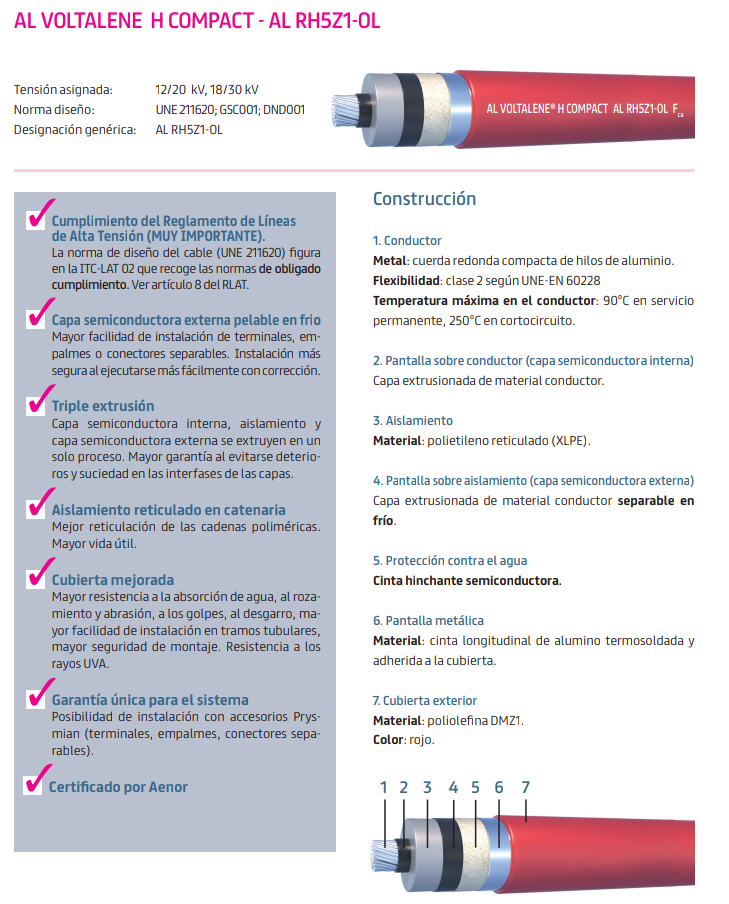 AL VOLTALENE H COMPACT - AL RH5Z1-OL
Tensión asignada: 12/20 kV, 18/30 kV
Norma diseño: UNE 211620; GSC001; DND001
Designación genérica: AL RH5Z1-OL
AL VOLTALENE® H COMPACT AL RH5Z1-OL Fca
Cumplimiento del Reglamento de Líneas
de Alta Tensión (MUY IMPORTANTE).
La norma de diseño del cable (UNE 211620) figura
en la ITC-LAT 02 que recoge las normas de obligado
cumplimiento. Ver artículo 8 del RLAT.
Capa semiconductora externa pelable en frio
Mayor facilidad de instalación de terminales, em-
palmes o conectores separables. Instalación más
segura al ejecutarse más fácilmente con corrección.
Triple extrusión
Capa semiconductora interna, aislamiento y
capa semiconductora externa se extruyen en un
solo proceso. Mayor garantía al evitarse deterio-
ros y suciedad en las interfases de las capas.
Aislamiento reticulado en catenaria
Mejor reticulación de las cadenas poliméricas.
Mayor vida útil.
Cubierta mejorada
Mayor resistencia a la absorción de agua, al roza-
miento y abrasión, a los golpes, al desgarro, ma-
yor facilidad de instalación en tramos tubulares,
mayor seguridad de montaje. Resistencia a los
rayos UVA.
Garantía única para el sistema
Posibilidad de instalación con accesorios Prys-
mian (terminales, empalmes, conectores sepa-
rables).
Certificado por Aenor
Construcción
1. Conductor
Metal: cuerda redonda compacta de hilos de aluminio.
Flexibilidad: clase 2 según UNE-EN 60228
Temperatura máxima en el conductor: 90°C en servicio
permanente, 250°C en cortocircuito.
2. Pantalla sobre conductor (capa semiconductora interna)
Capa extrusionada de material conductor.
3. Aislamiento
Material: polietileno reticulado (XLPE).
4. Pantalla sobre aislamiento (capa semiconductora externa)
Capa extrusionada de material conductor separable en
frío.
5. Protección contra el agua
Cinta hinchante semiconductora.
6. Pantalla metálica
Material: cinta longitudinal de alumino termosoldada y
adherida a la cubierta.
7. Cubierta exterior
Material: poliolefina DMZ1.
Color: rojo.
1 2 3 4 5 6 7